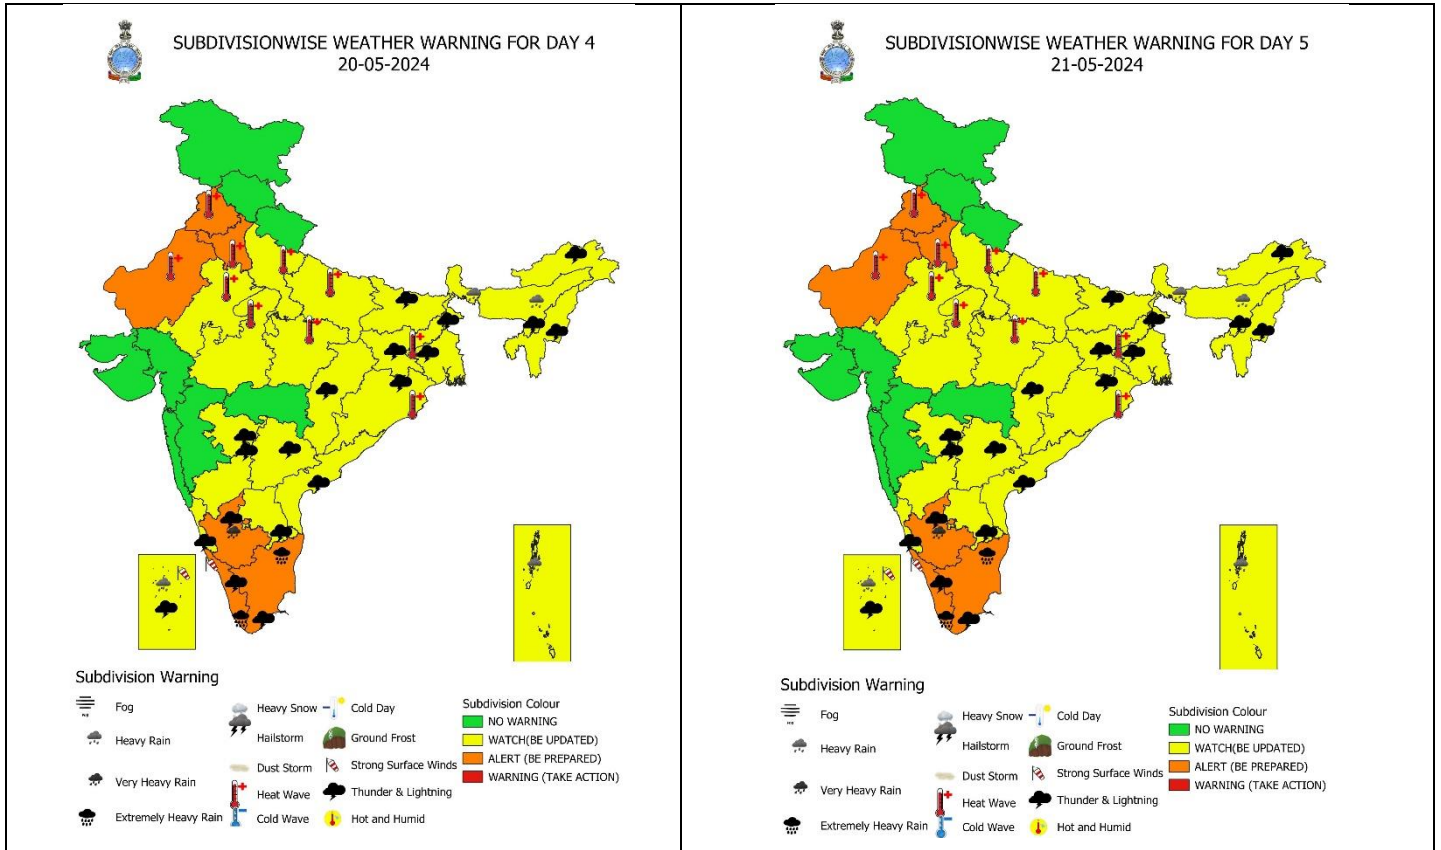 SUBDIVISIONWISE WEATHER WARNING FOR DAY 4
20-05-2024
Subdivision Warning
Fog
Heavy Rain
Very Heavy Rain
Extremely Heavy Rain
Heavy Snow
Hailstorm
Dust Storm
Heat Wave
Cold Wave
Cold Day
Ground Frost
Strong Surface Winds
Thunder & Lightning
Hot and Humid
Subdivision Colour
NO WARNING
WATCH(BE UPDATED)
ALERT (BE PREPARED)
WARNING (TAKE ACTION)
SUBDIVISIONWISE WEATHER WARNING FOR DAY 5
21-05-2024
Subdivision Warning
Fog
Heavy Rain
Very Heavy Rain
Extremely Heavy Rain
Heavy Snow
Hailstorm
Dust Storm
Heat Wave
Cold Wave
Cold Day
Ground Frost
Strong Surface Winds
Thunder & Lightning
Hot and Humid
Subdivision Colour
NO WARNING
WATCH(BE UPDATED)
ALERT (BE PREPARED)
WARNING (TAKE ACTION)